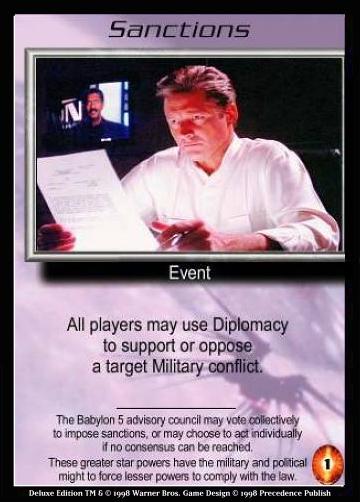 Sanctions
Event
All players may use Diplomacy
to support or oppose
a target Military conflict.
The Babylon 5 advisory council may vote collectively
to impose sanctions, or may choose to act individually
if no consensus can be reached.
These greater star powers have the military and political
might to force lesser powers to comply with the law.
1
Deluxe Edition TM & © 1998 Warner Bros. Game Design © 1998 Precedence Publish